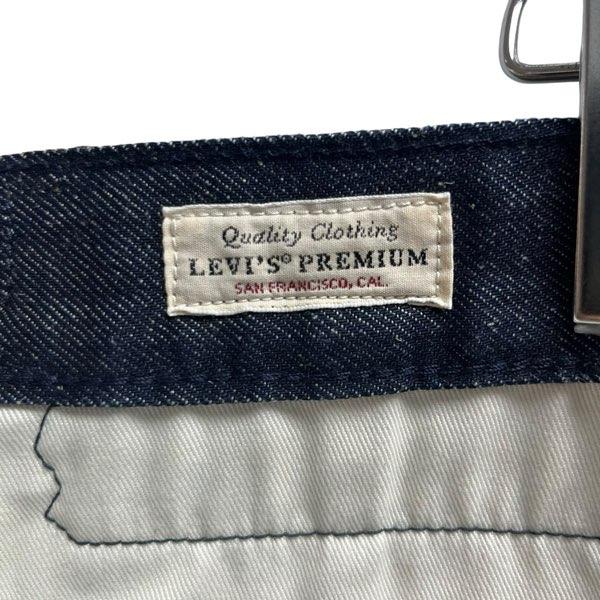 Quality Clothing
LEVI'S® PREMIUM
SAN FRANCISCO, CAL.